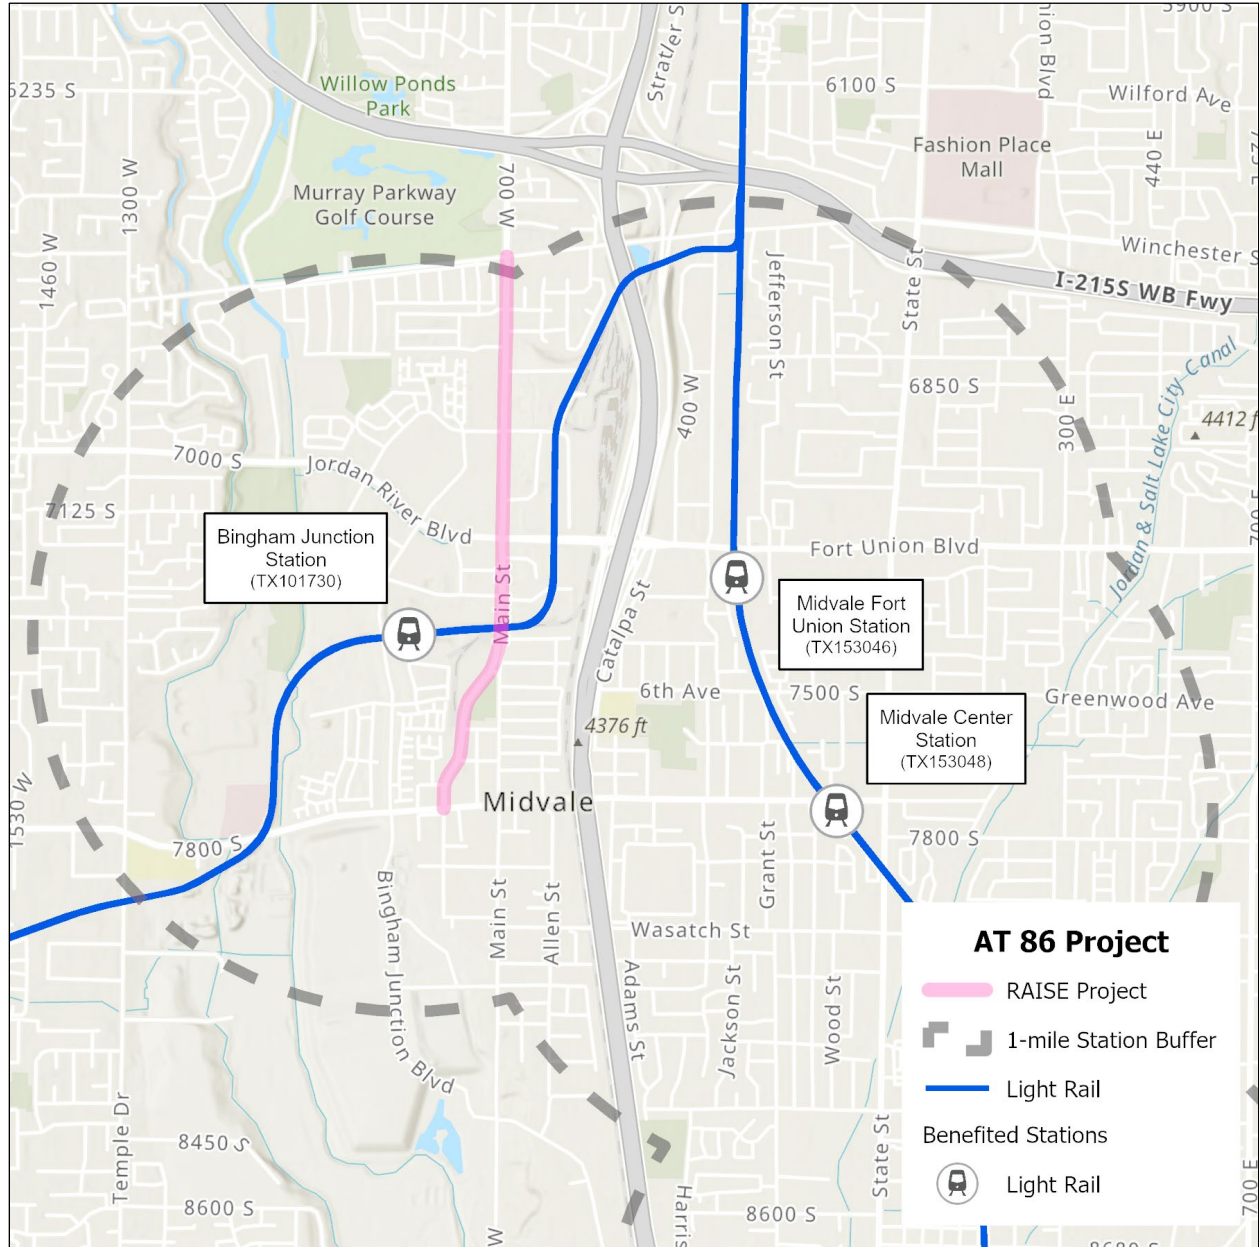 5900 S
6235 S
Willow Ponds
Park
Stratler S
6100 S
nion Blvd
Wilford Ave
Fashion Place
Mall
440 E
1300 W
700 W
Murray Parkway
Golf Course
1460 W
Winchester S
I-215S WB Fwy
Jefferson St
State St
6850 S
400 W
300 E
Jordan & Salt Lake City Canal
4412 f
7000 S
Jordan River Blvd
7125 S
Bingham Junction
Station
(TX101730)
Fort Union Blvd
Main St
Midvale Fort
Union Station
(TX153046)
Catalpa St
6th Ave
7500 S
Greenwood Ave
4376 ft
Midvale Center
Station
(TX153048)
Midvale
1530 W
7800 S
7800 S
Grant St
Bingham Junction Blvd
Main St
Allen St
Wasatch St
Adams St
Jackson St
Wood St
AT 86 Project
RAISE Project
1-mile Station Buffer
Light Rail
Benefited Stations
Light Rail
Temple Dr
8450 S
State St
8600 S
W
Harris
8600 S
700 E
8680 S